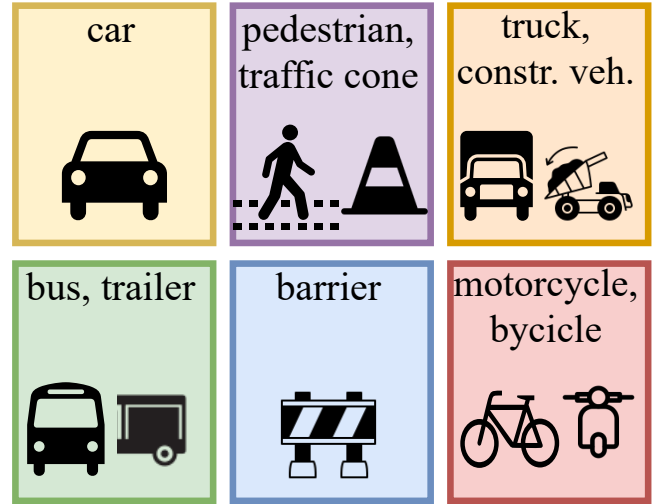 car
pedestrian,
traffic cone
truck,
constr. veh.
bus, trailer
barrier
motorcycle,
bycicle